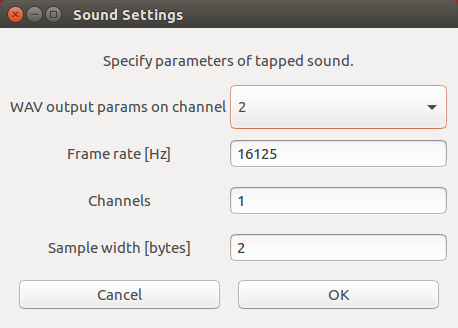 Sound Settings
Specify parameters of tapped sound.
WAV output params on channel 2
Frame rate [Hz] 16125
Channels 1
Sample width [bytes] 2
Cancel OK